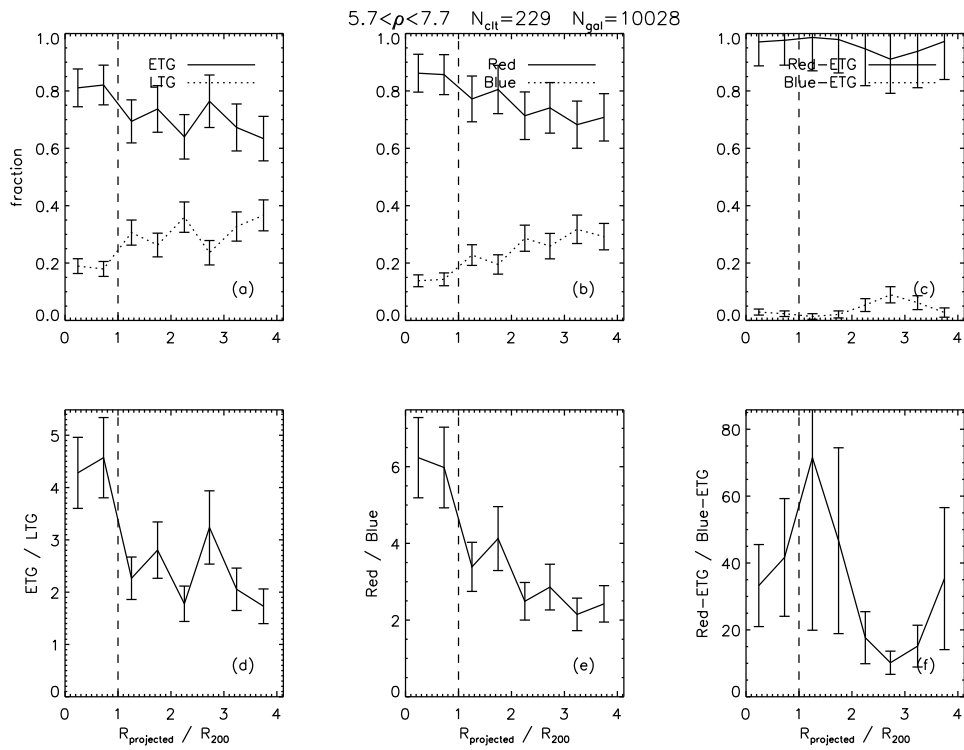 5.7<ρ<7.7 N_clt=229 N_gal=10028
1.0
0.8
0.6
0.4
0.2
0.0
fraction
ETG
LTG
(a)
0 1 2 3 4
1.0
0.8
0.6
0.4
0.2
0.0
Red
Blue
(b)
0 1 2 3 4
1.0
0.8
0.6
0.4
0.2
0.0
Red-ETG
Blue-ETG
(c)
0 1 2 3 4
5
4
3
2
1
0
ETG / LTG
(d)
0 1 2 3 4
R_projected / R_200
6
4
2
0
Red / Blue
(e)
0 1 2 3 4
R_projected / R_200
80
60
40
20
0
Red-ETG / Blue-ETG
(f)
0 1 2 3 4
R_projected / R_200